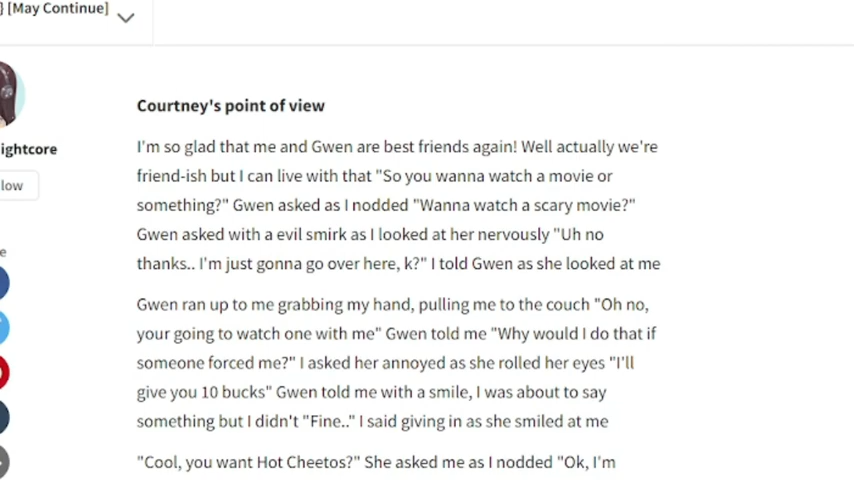 } [May Continue]
ightcore
low
e
Courtney's point of view
I'm so glad that me and Gwen are best friends again! Well actually we're
friend-ish but I can live with that "So you wanna watch a movie or
something?" Gwen asked as I nodded "Wanna watch a scary movie?"
Gwen asked with a evil smirk as I looked at her nervously "Uh no
thanks.. I'm just gonna go over here, k?" I told Gwen as she looked at me
Gwen ran up to me grabbing my hand, pulling me to the couch "Oh no,
your going to watch one with me" Gwen told me "Why would I do that if
someone forced me?" I asked her annoyed as she rolled her eyes "I'll
give you 10 bucks" Gwen told me with a smile, I was about to say
something but I didn't "Fine.." I said giving in as she smiled at me
"Cool, you want Hot Cheetos?" She asked me as I nodded "Ok, I'm